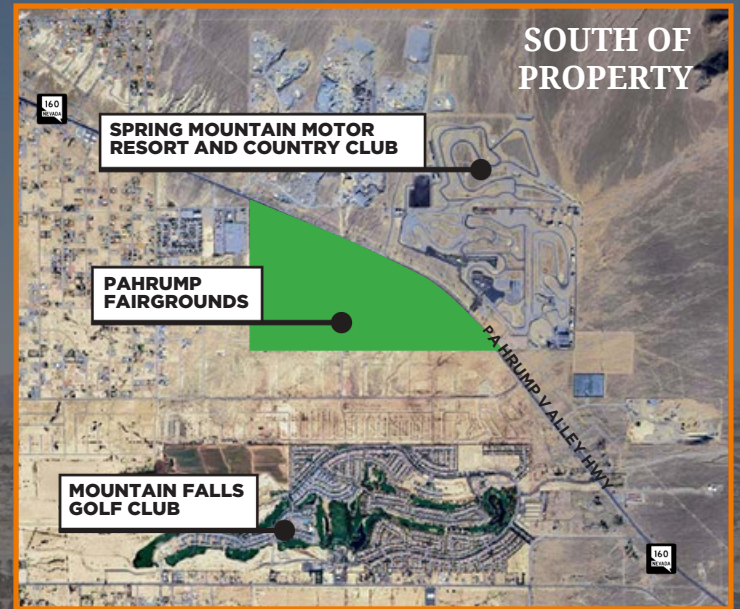 SOUTH OF
PROPERTY
160
NEVADA
SPRING MOUNTAIN MOTOR
RESORT AND COUNTRY CLUB
PAHRUMP
FAIRGROUNDS
PAHRUMP VALLEY HWY
MOUNTAIN FALLS
GOLF CLUB
160
NEVADA